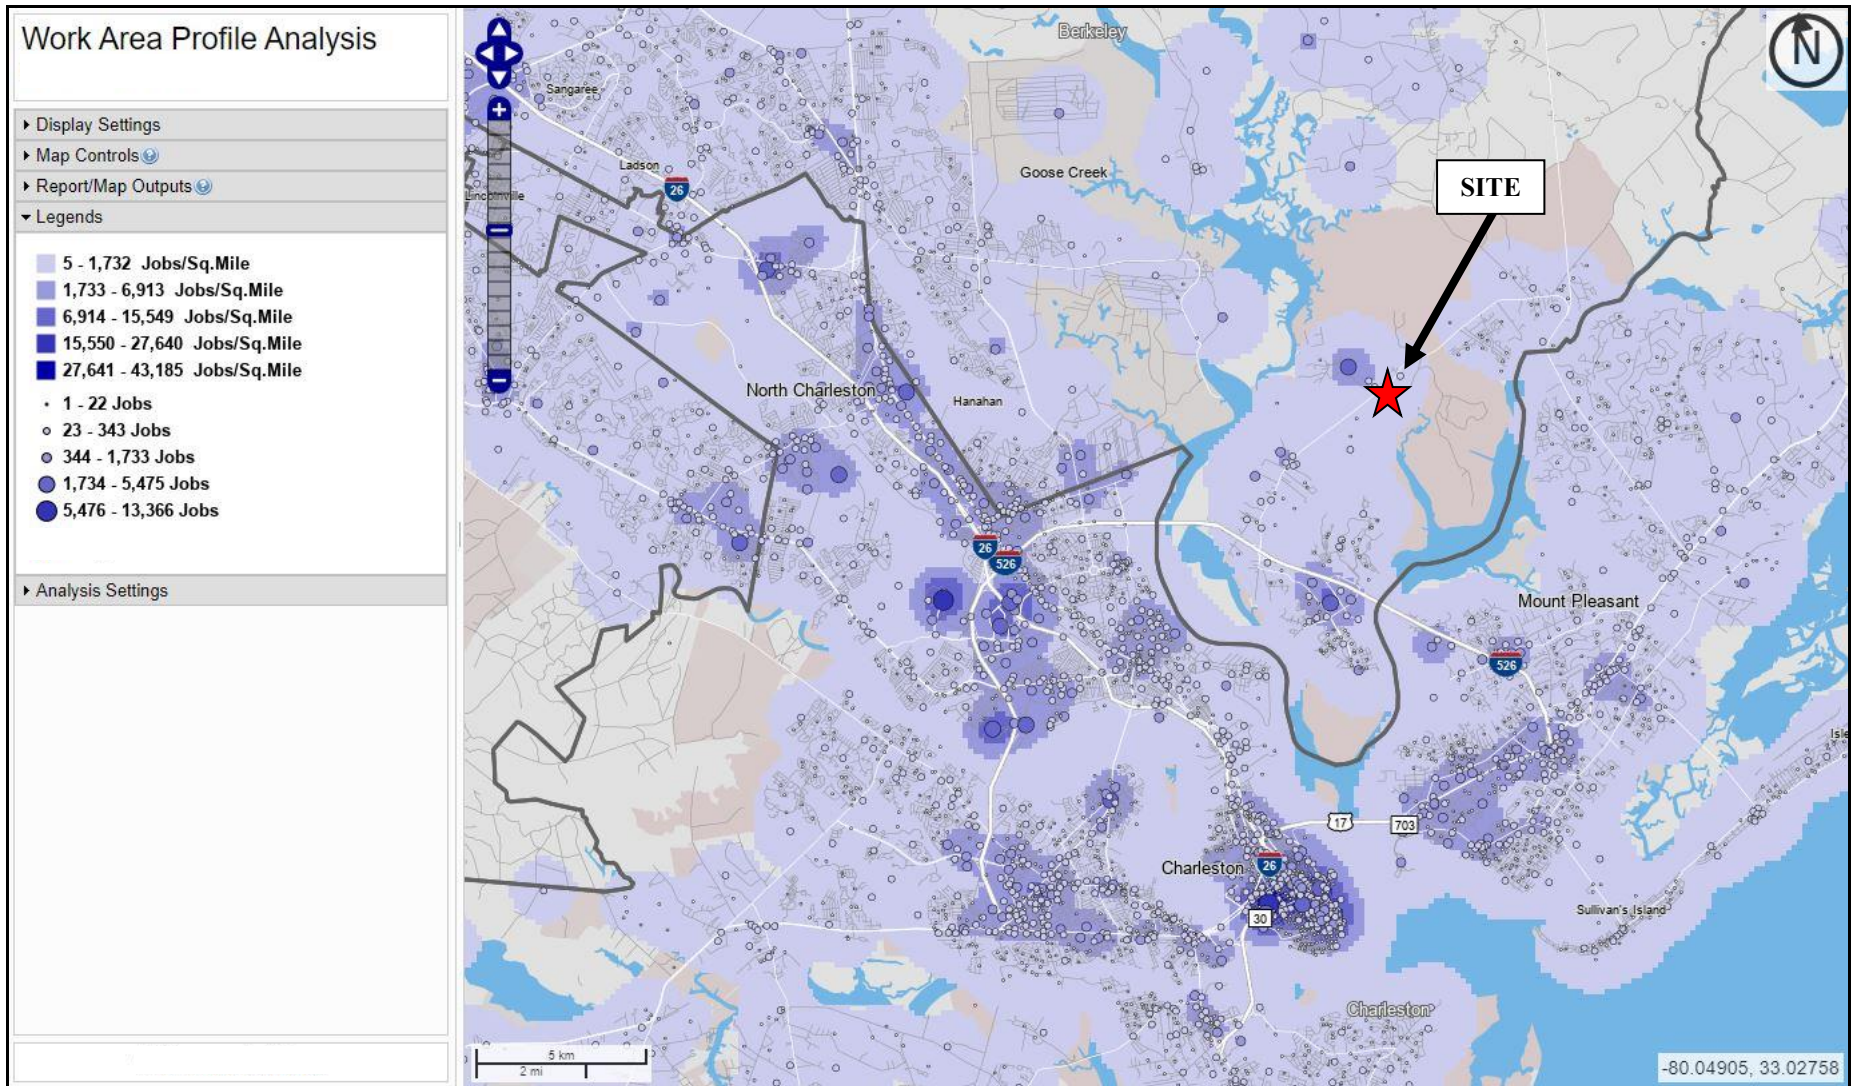 Work Area Profile Analysis
Display Settings
Map Controls
Report/Map Outputs
Legends
5 - 1,732 Jobs/Sq.Mile
1,733 - 6,913 Jobs/Sq.Mile
6,914 - 15,549 Jobs/Sq.Mile
15,550 - 27,640 Jobs/Sq.Mile
27,641 - 43,185 Jobs/Sq.Mile
1 - 22 Jobs
23 - 343 Jobs
344 - 1,733 Jobs
1,734 - 5,475 Jobs
5,476 - 13,366 Jobs
Analysis Settings
Berkeley
N
Sangaree
Ladson
Goose Creek
SITE
26
Lincolnville
North Charleston
Hanahan
26
526
Mount Pleasant
526
Isle
17
703
Charleston
26
30
Sullivan's Island
Charleston
5 km
2 mi
-80.04905, 33.02758